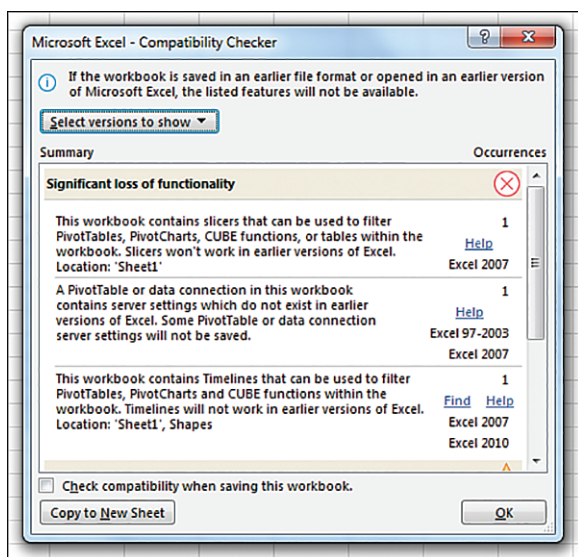 Microsoft Excel - Compatibility Checker
If the workbook is saved in an earlier file format or opened in an earlier version
of Microsoft Excel, the listed features will not be available.
Select versions to show
Summary Occurrences
Significant loss of functionality
This workbook contains slicers that can be used to filter 1
PivotTables, PivotCharts, CUBE functions, or tables within the
workbook. Slicers won't work in earlier versions of Excel. Help
Location: 'Sheet1' Excel 2007
A PivotTable or data connection in this workbook 1
contains server settings which do not exist in earlier
versions of Excel. Some PivotTable or data connection Help
server settings will not be saved. Excel 97-2003
Excel 2007
This workbook contains Timelines that can be used to filter 1
PivotTables, PivotCharts and CUBE functions within the
workbook. Timelines will not work in earlier versions of Excel. Find Help
Location: 'Sheet1', Shapes Excel 2007
Excel 2010
Check compatibility when saving this workbook.
Copy to New Sheet OK